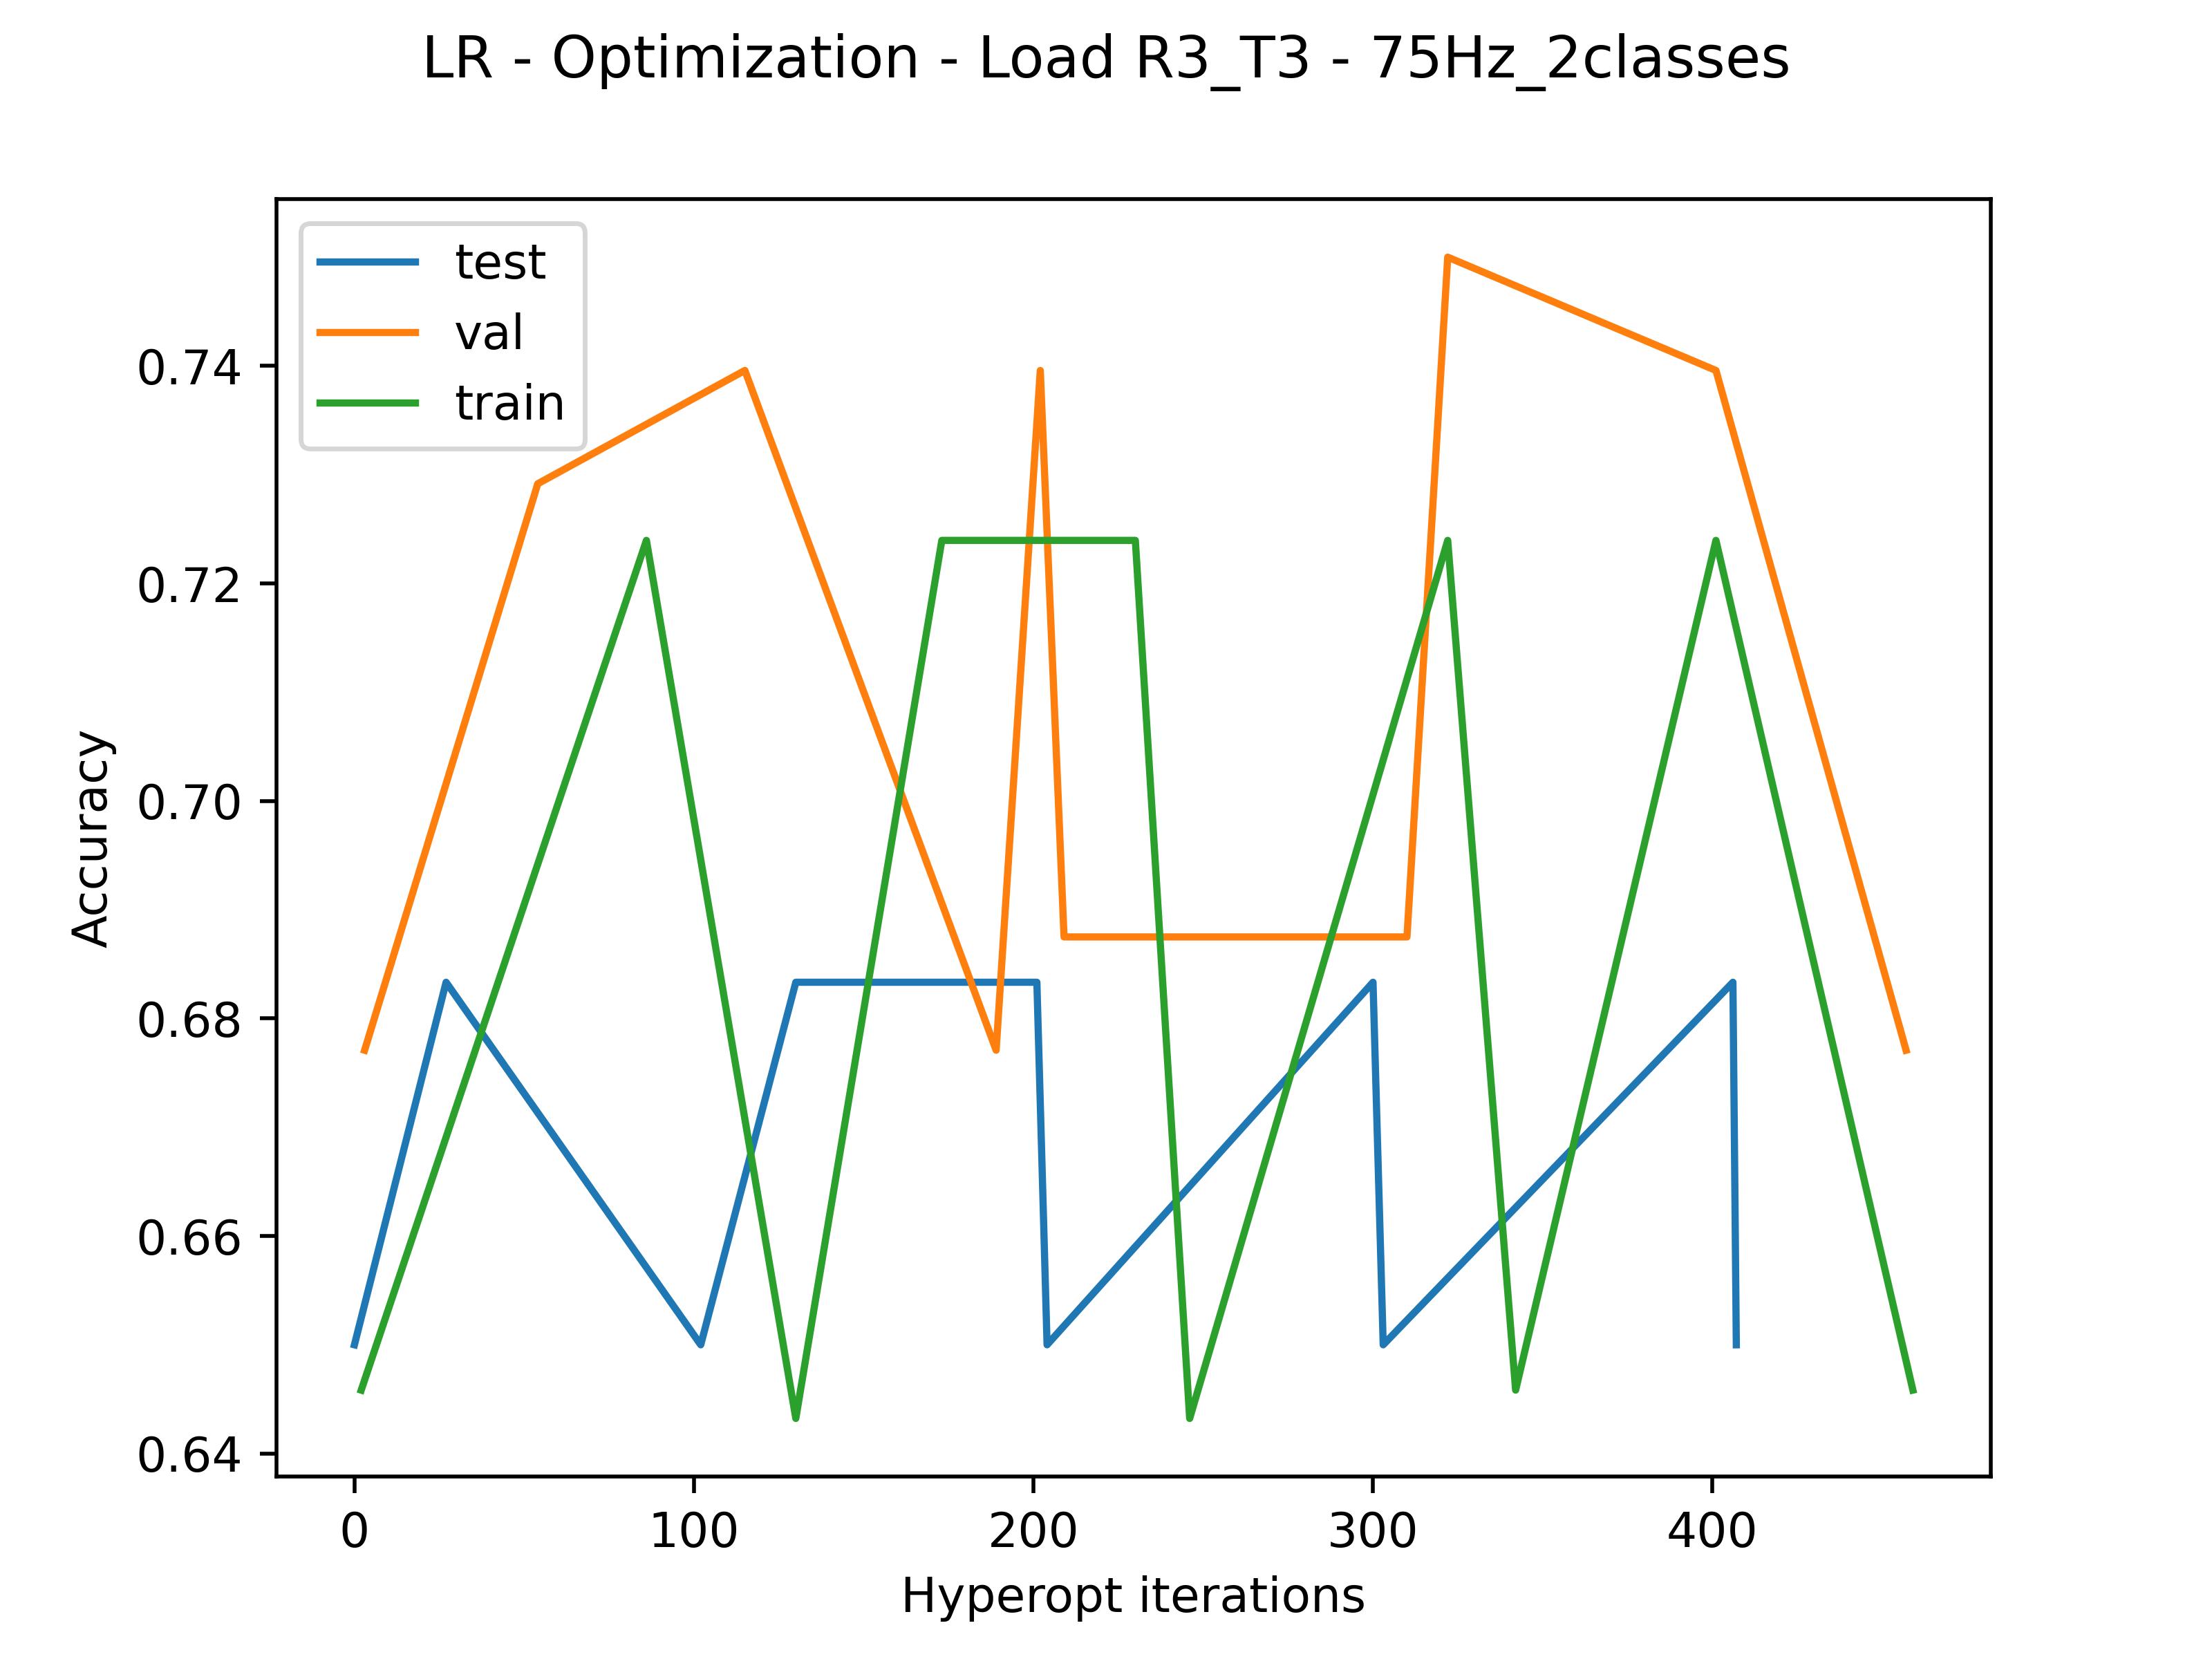 LR - Optimization - Load R3_T3 - 75Hz_2classes
test
val
train
0.74
0.72
0.70
0.68
0.66
0.64
Accuracy
0 100 200 300 400
Hyperopt iterations